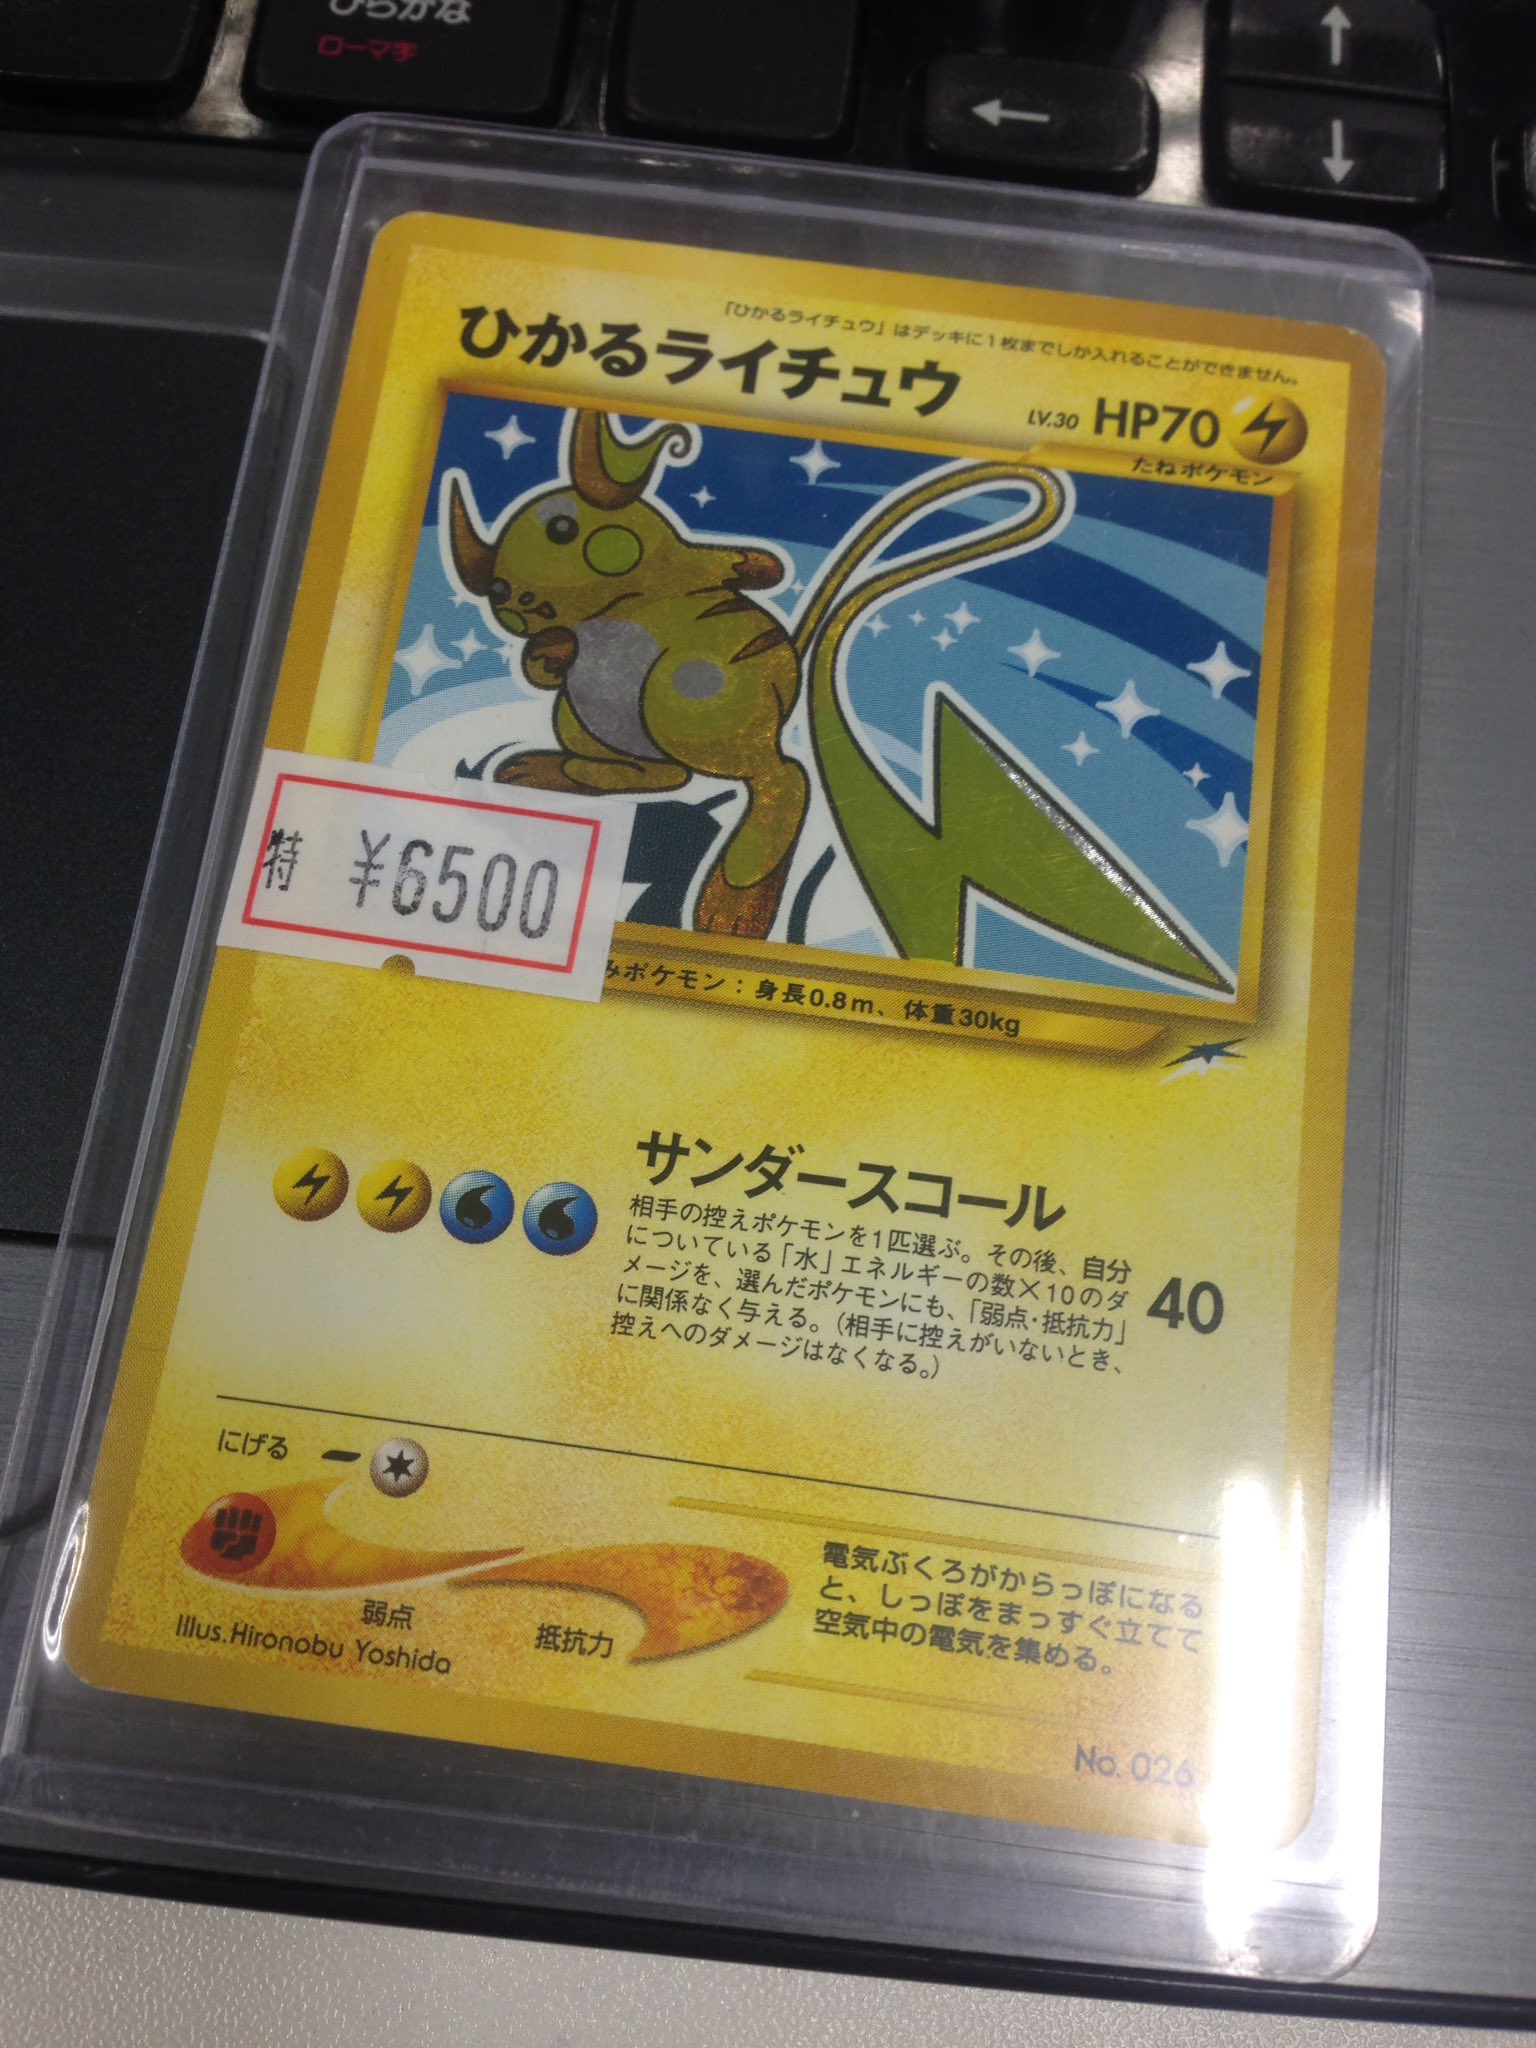 ひらがな
ローマ字
←
↑
↓
「ひかるライチュウ」はデッキに1枚までしか入れることができません。
ひかるライチュウ
LV.30 HP70
たねポケモン
特 ¥6500
みポケモン:身長0.8m、体重30kg
サンダースコール
相手の控えポケモンを1匹選ぶ。その後、自分
についている「水」エネルギーの数×10のダ
メージを、選んだポケモンにも、「弱点・抵抗力」
に関係なく与える。(相手に控えがいないとき、
控えへのダメージはなくなる。)
40
にげる
弱点
抵抗力
Illus.Hironobu Yoshida
電気ぶくろがからっぽになる
と、しっぽをまっすぐ立てて
空気中の電気を集める。
No. 026